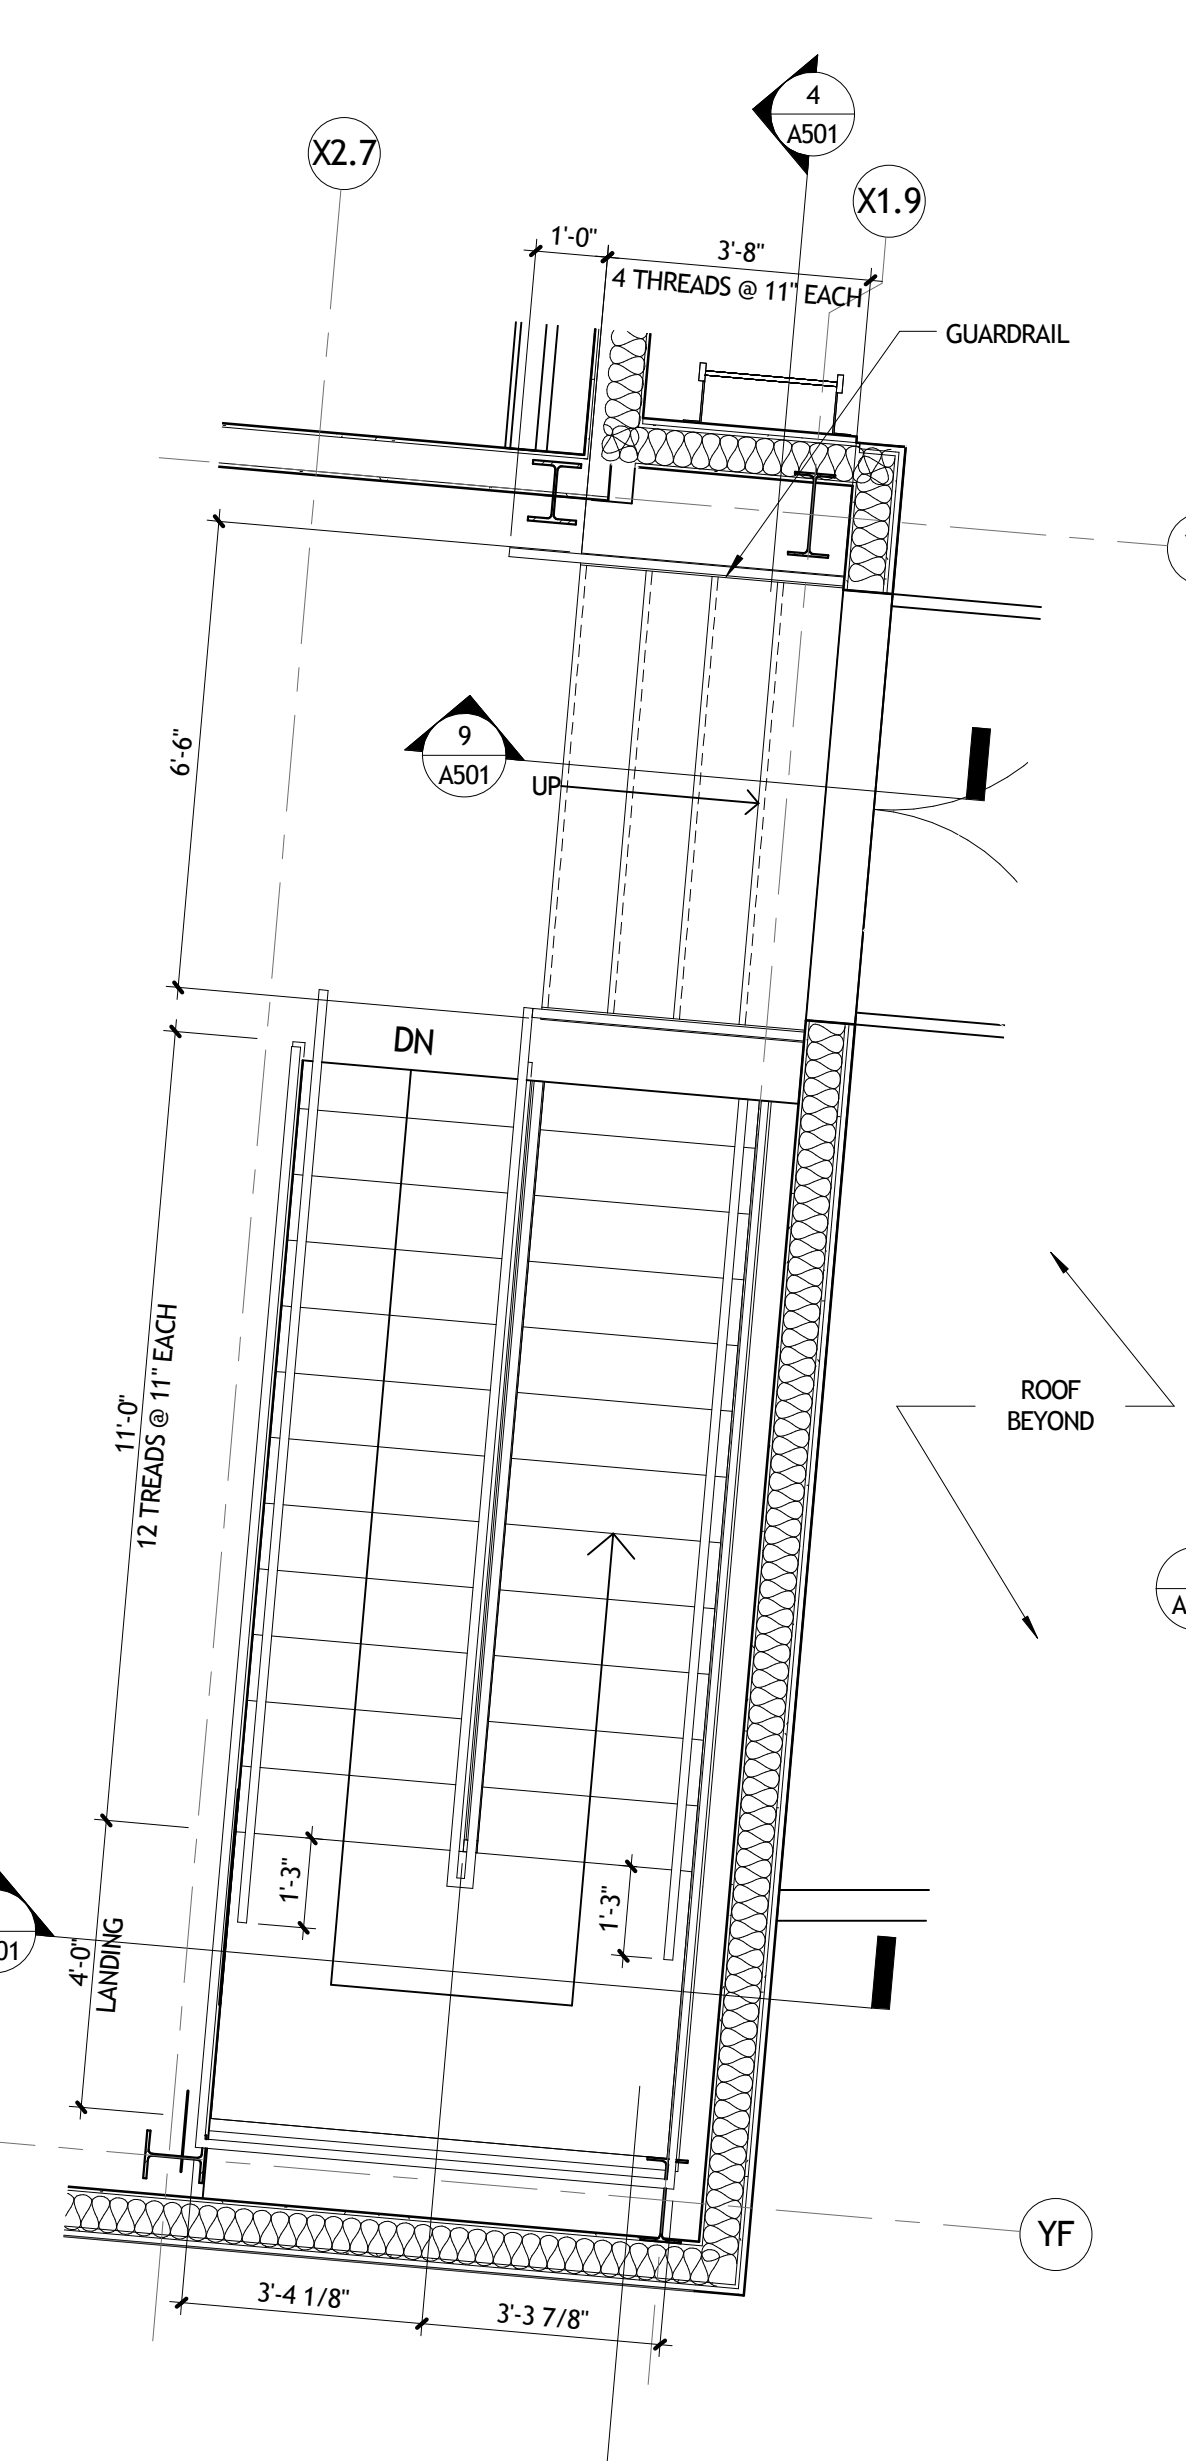 4
A501
X2.7
X1.9
1'-0"
3'-8"
4 THREADS @ 11" EACH
GUARDRAIL
6'-6"
9
A501
UP
DN
11'-0"
12 TREADS @ 11" EACH
ROOF
BEYOND
A
1'-3"
1'-3"
01
4'-0"
LANDING
YF
3'-4 1/8"
3'-3 7/8"